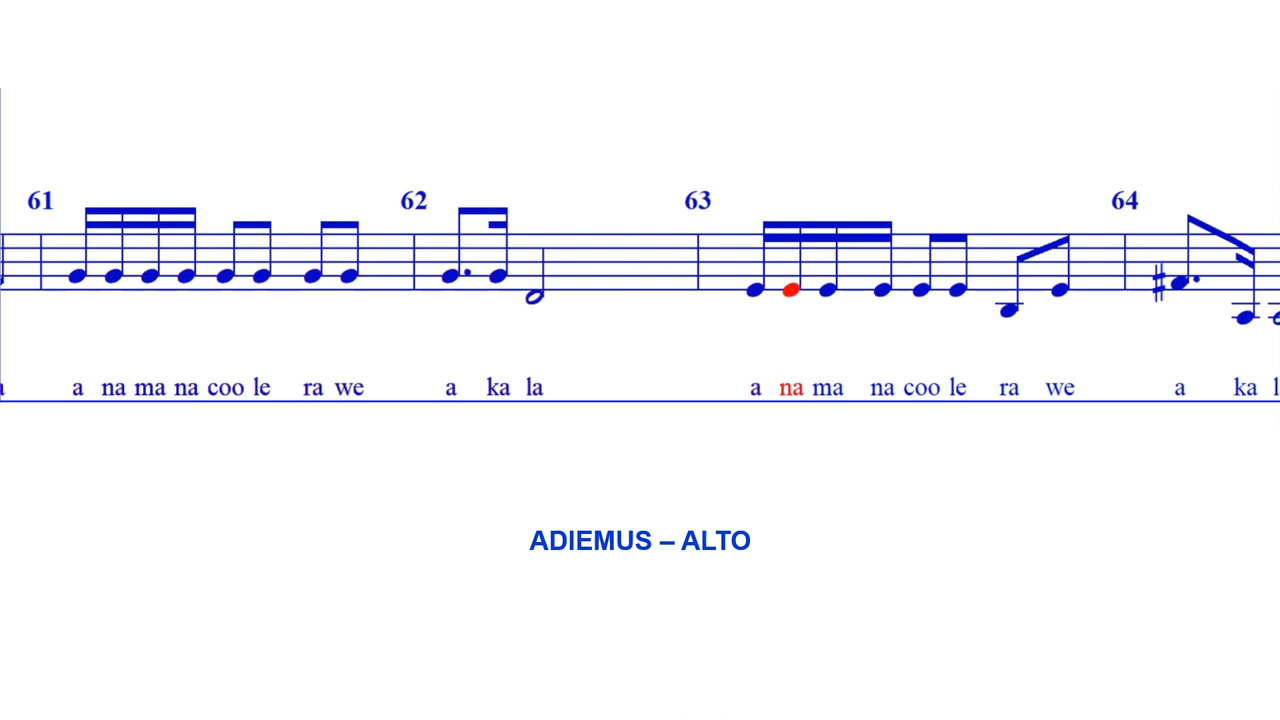 61 62 63 64
a na ma na coo le ra we a ka la a na ma na coo le ra we a ka
ADIEMUS – ALTO